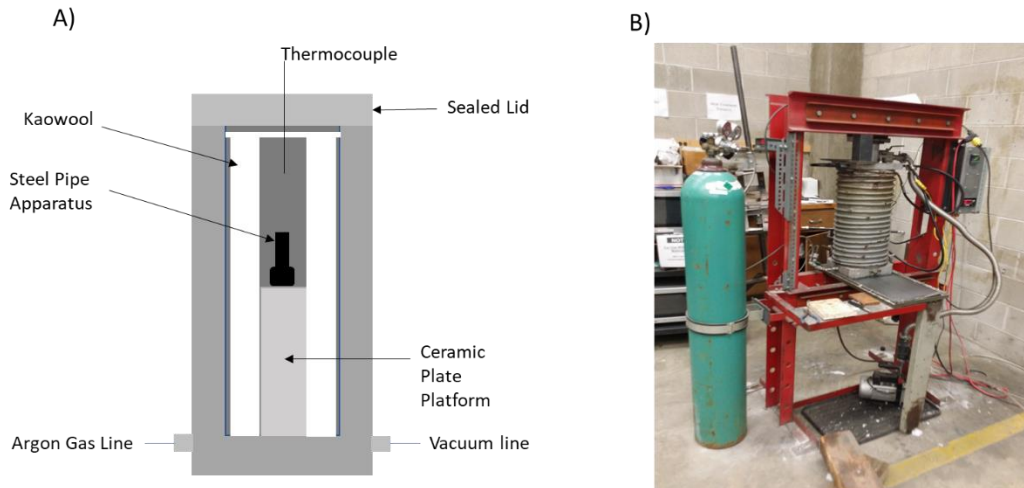 A)
B)
Thermocouple
Sealed Lid
Kaowool
Steel Pipe
Apparatus
Ceramic
Plate
Platform
Argon Gas Line
Vacuum line